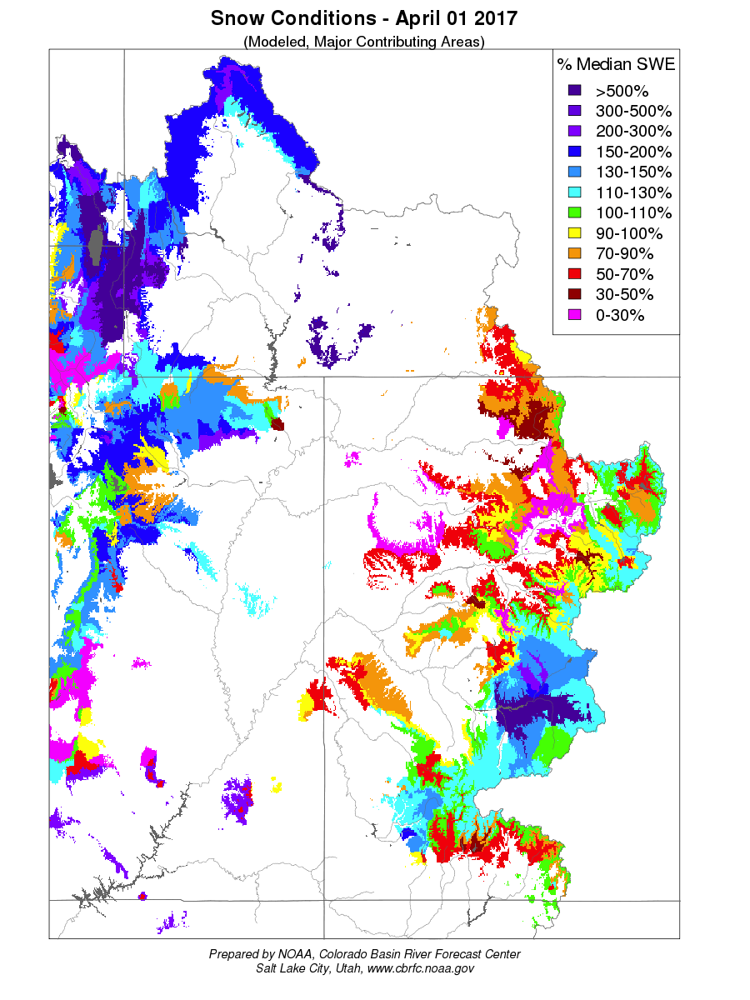 Snow Conditions - April 01 2017
(Modeled, Major Contributing Areas)
% Median SWE
>500%
300-500%
200-300%
150-200%
130-150%
110-130%
100-110%
90-100%
70-90%
50-70%
30-50%
0-30%
Prepared by NOAA, Colorado Basin River Forecast Center
Salt Lake City, Utah, www.cbrfc.noaa.gov